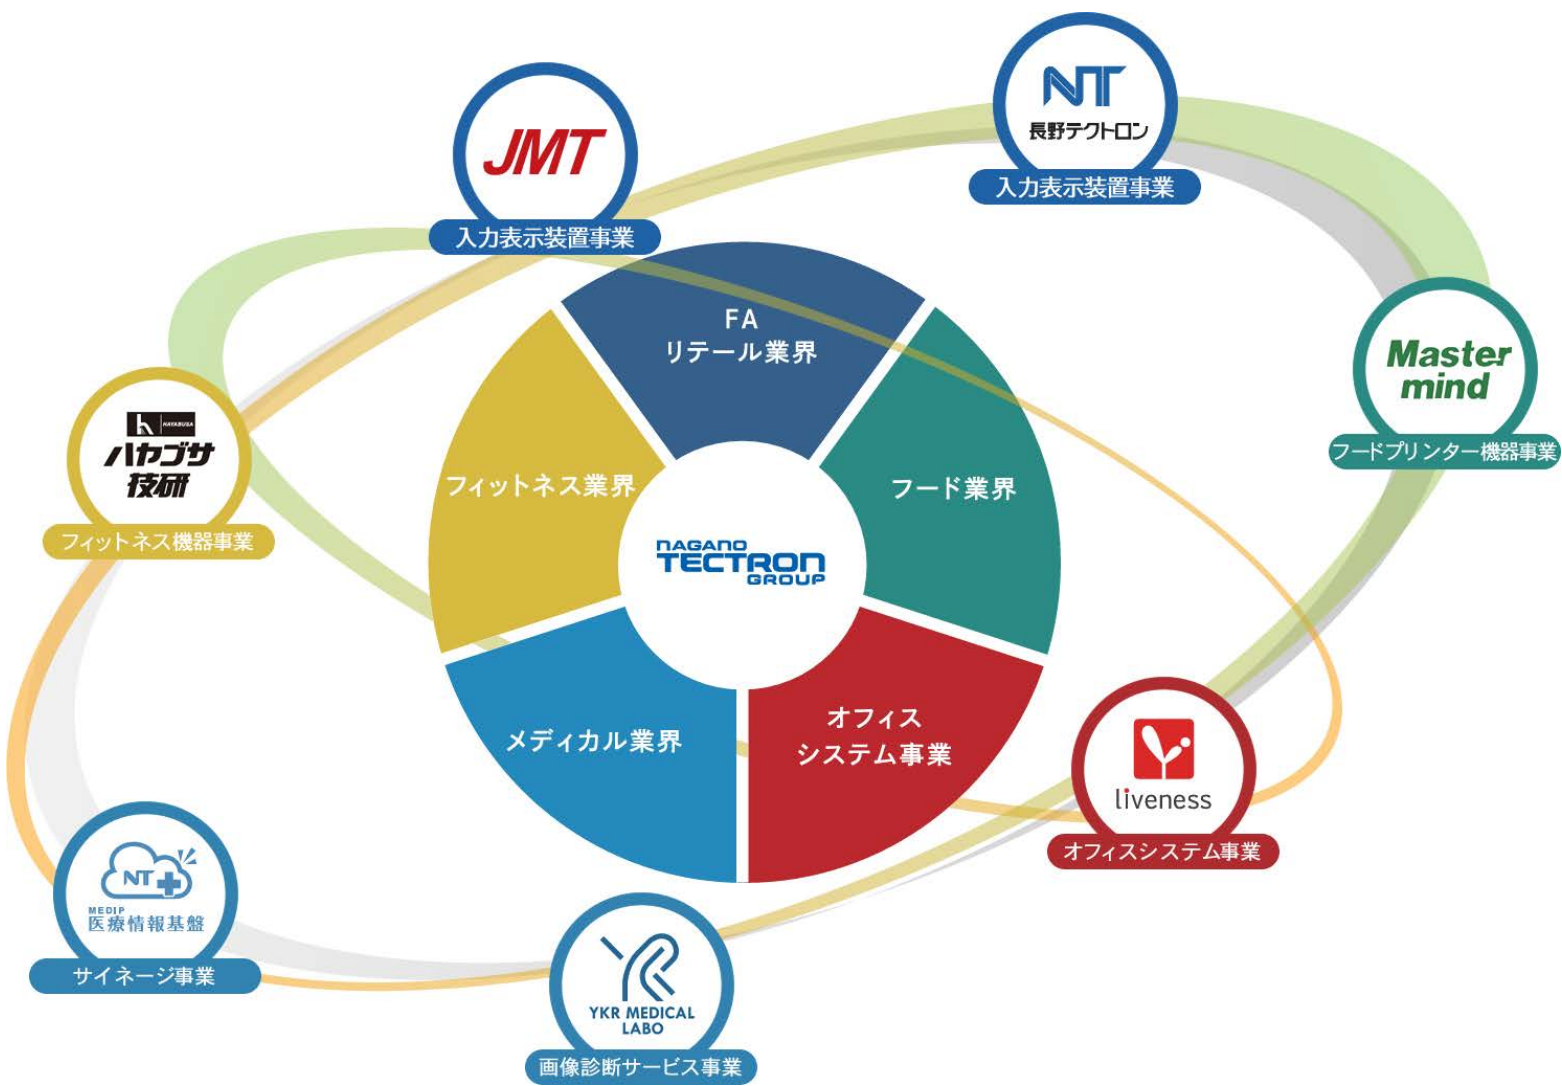 NT
長野テクトロン
入力表示装置事業
JMT
入力表示装置事業
FA
リテール業界
Master
mind
フードプリンター機器事業
HAYABUSA
ハヤブサ
技研
フィットネス機器事業
フィットネス業界
フード業界
NAGANO
TECTRON
GROUP
メディカル業界
オフィス
システム事業
liveness
オフィスシステム事業
NT
MEDIP
医療情報基盤
サイネージ事業
YKR MEDICAL
LABO
画像診断サービス事業